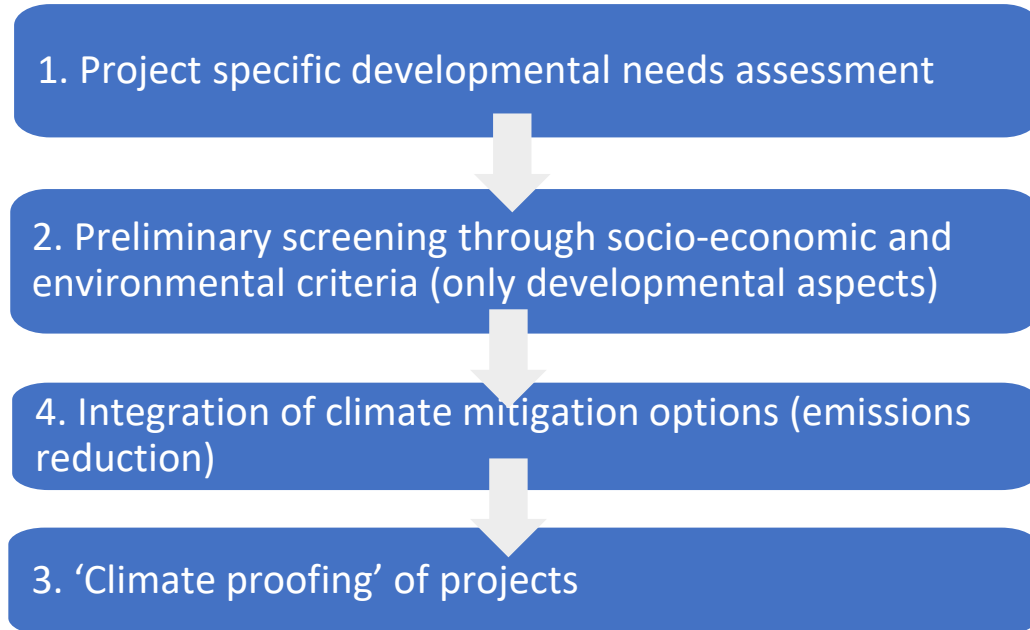 1. Project specific developmental needs assessment
2. Preliminary screening through socio-economic and
environmental criteria (only developmental aspects)
4. Integration of climate mitigation options (emissions
reduction)
3. ‘Climate proofing’ of projects